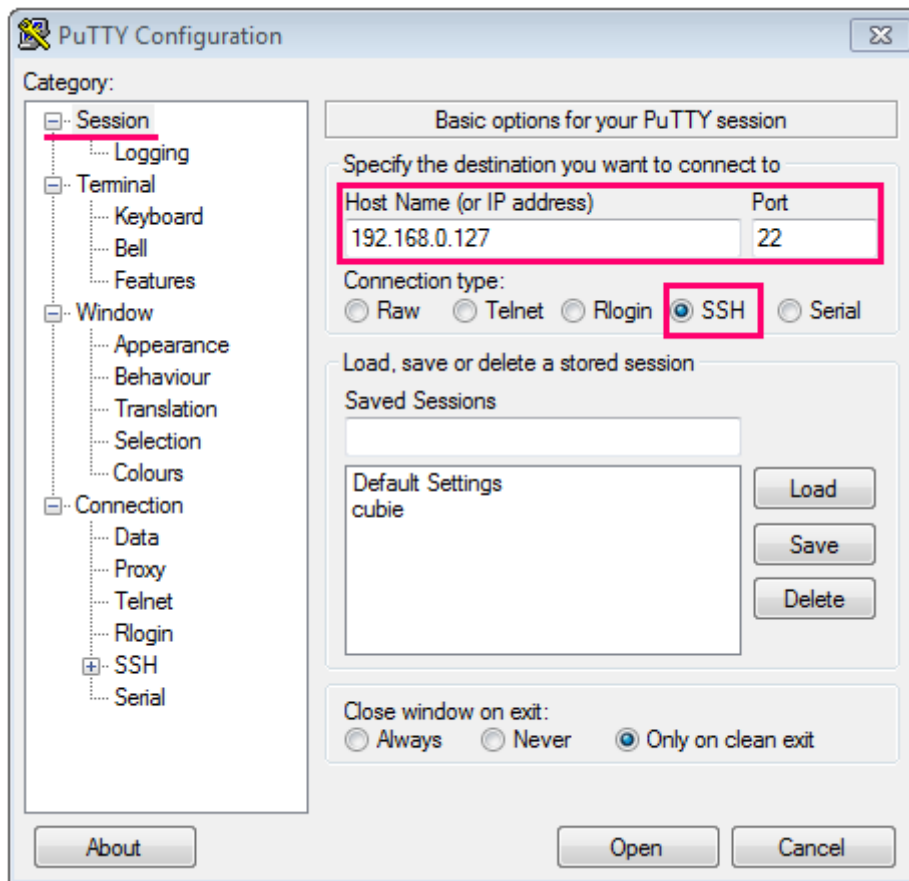 PuTTY Configuration
Category:
Session
Logging
Terminal
Keyboard
Bell
Features
Window
Appearance
Behaviour
Translation
Selection
Colours
Connection
Data
Proxy
Telnet
Rlogin
SSH
Serial
Basic options for your PuTTY session
Specify the destination you want to connect to
Host Name (or IP address) Port
192.168.0.127 22
Connection type:
Raw Telnet Rlogin SSH Serial
Load, save or delete a stored session
Saved Sessions
Default Settings
cubie
Load
Save
Delete
Close window on exit:
Always Never Only on clean exit
About Open Cancel